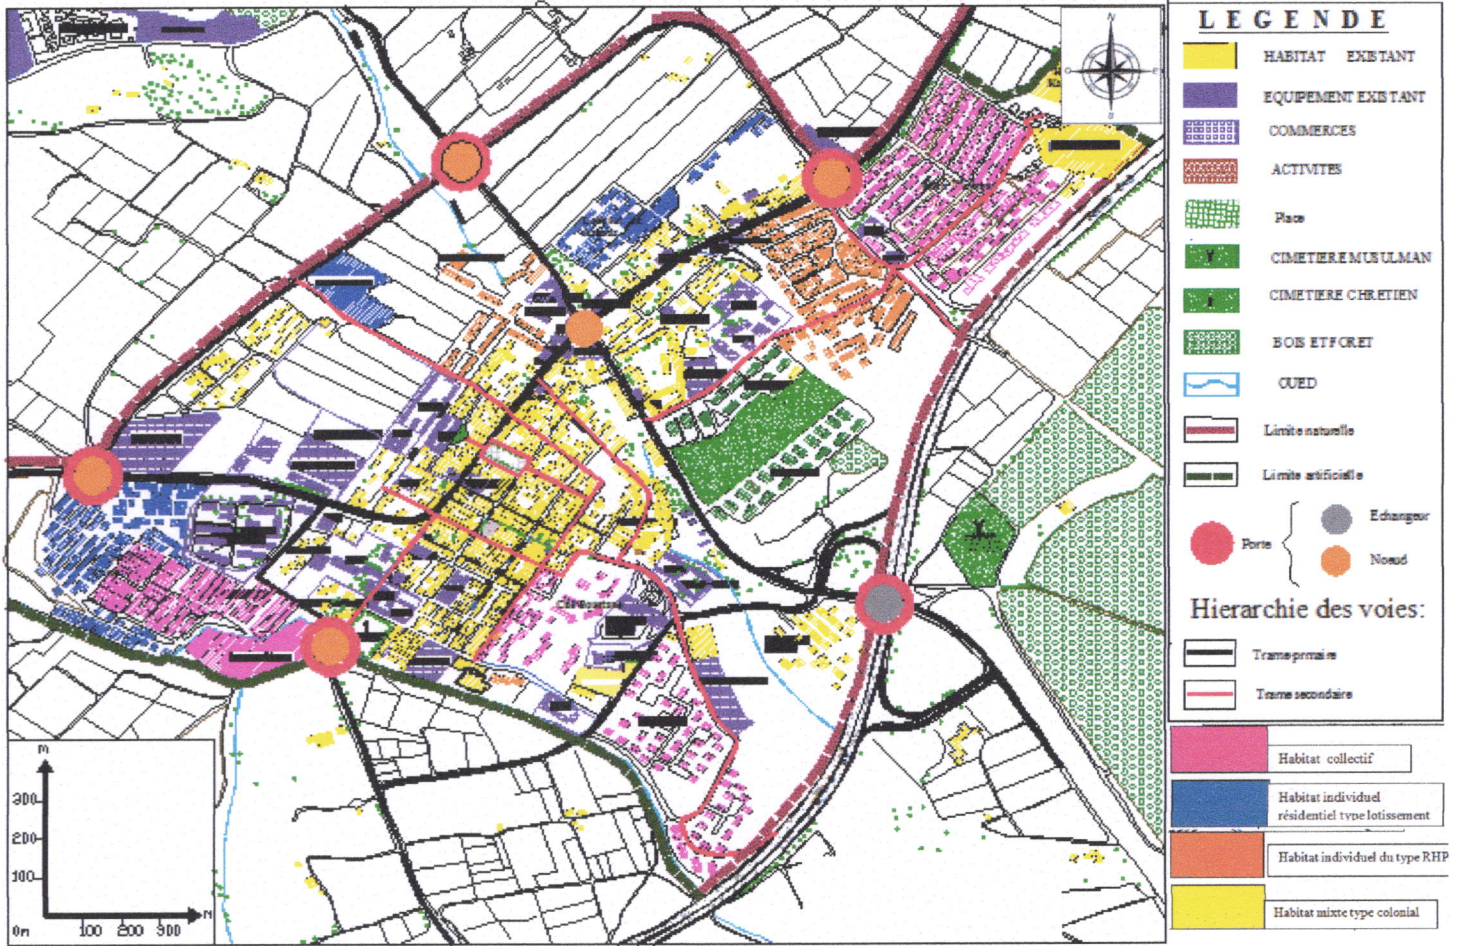 N
O
E
S
Cité Bourtani
M
300
200
100
0m
100 200 300
N
LEGENDE
HABITAT EXISTANT
EQUIPEMENT EXISTANT
COMMERCES
ACTIVITES
Place
CIMETIERE MUSULMAN
CIMETIERE CHRETIEN
BOIS ET FORET
OUED
Limite naturelle
Limite artificielle
Porte
Echangeur
Noeud
Hierarchie des voies:
Trame primaire
Trame secondaire
Habitat collectif
Habitat individuel
résidentiel type lotissement
Habitat individuel du type RHP
Habitat mixte type colonial